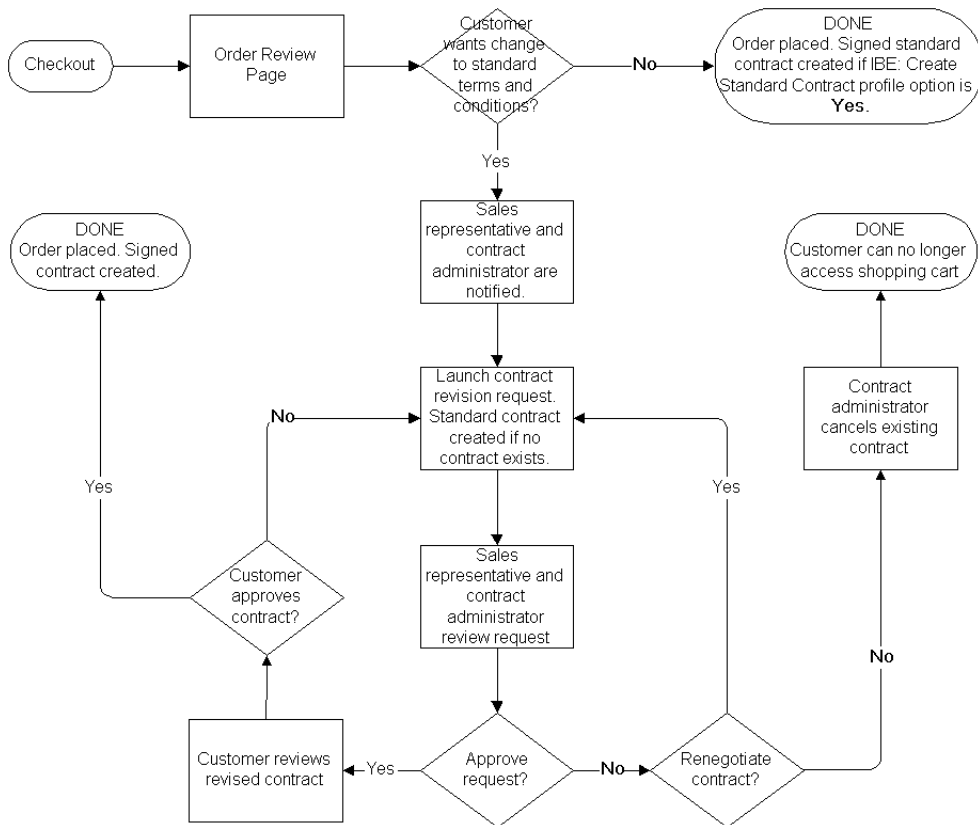 Checkout
Order Review
Page
Customer
wants change
to standard
terms and
conditions?
No
DONE
Order placed. Signed standard
contract created if IBE: Create
Standard Contract profile option is
Yes.
Yes
Sales
representative and
contract
administrator are
notified.
DONE
Order placed. Signed
contract created.
DONE
Customer can no longer
access shopping cart
Launch contract
revision request.
Standard contract
created if no
contract exists.
Contract
administrator
cancels existing
contract
No
Yes
Yes
Sales
representative and
contract
administrator
review request
Customer
approves
contract?
No
Customer reviews
revised contract
Yes
Approve
request?
No
Renegotiate
contract?